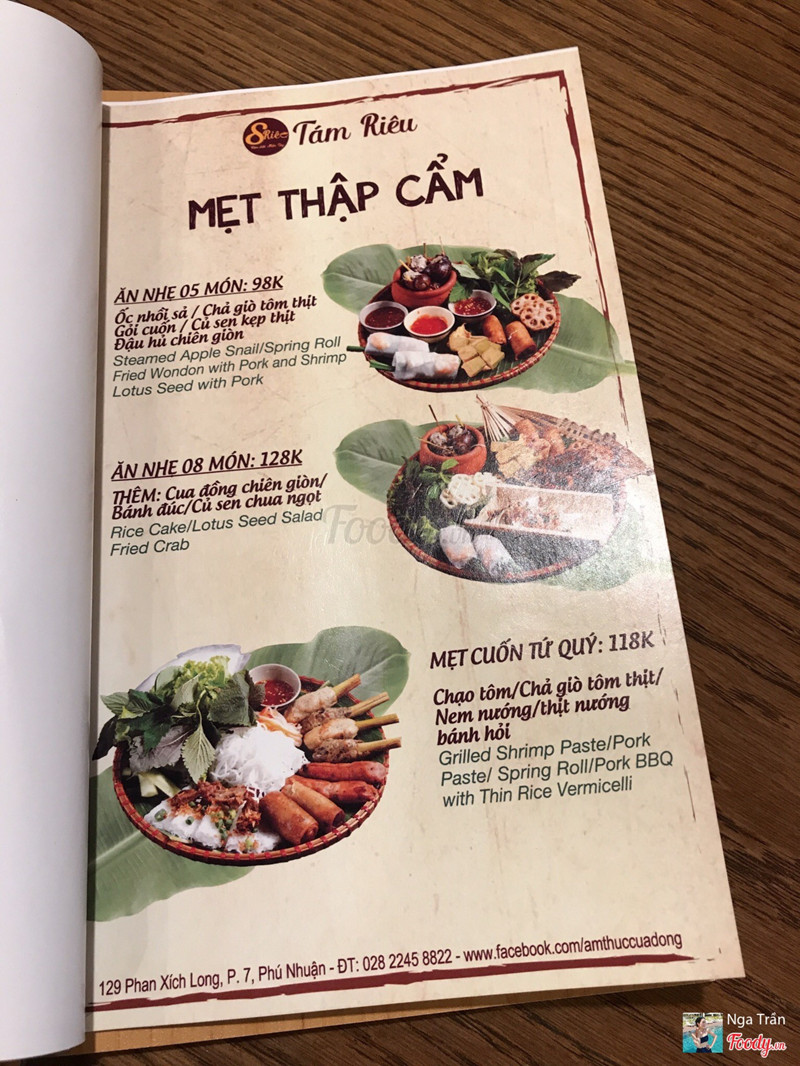 8 Riêu
Tám Riêu
MẸT THẬP CẨM
ĂN NHẸ 05 MÓN: 98K
Ốc nhồi sả / Chả giò tôm thịt
Gỏi cuốn / Củ sen kẹp thịt
Đậu hủ chiên giòn
Steamed Apple Snail/Spring Roll
Fried Wondon with Pork and Shrimp
Lotus Seed with Pork
ĂN NHẸ 08 MÓN: 128K
THÊM: Cua đồng chiên giòn/
Bánh đúc/Củ sen chua ngọt
Rice Cake/Lotus Seed Salad
Fried Crab
Foody
MẸT CUỐN TỨ QUÝ: 118K
Chạo tôm/Chả giò tôm thịt/
Nem nướng/thịt nướng
bánh hỏi
Grilled Shrimp Paste/Pork
Paste/ Spring Roll/Pork BBQ
with Thin Rice Vermicelli
129 Phan Xích Long, P. 7, Phú Nhuận - ĐT: 028 2245 8822 - www.facebook.com/amthuccuadong
Nga Trần
Foody.vn